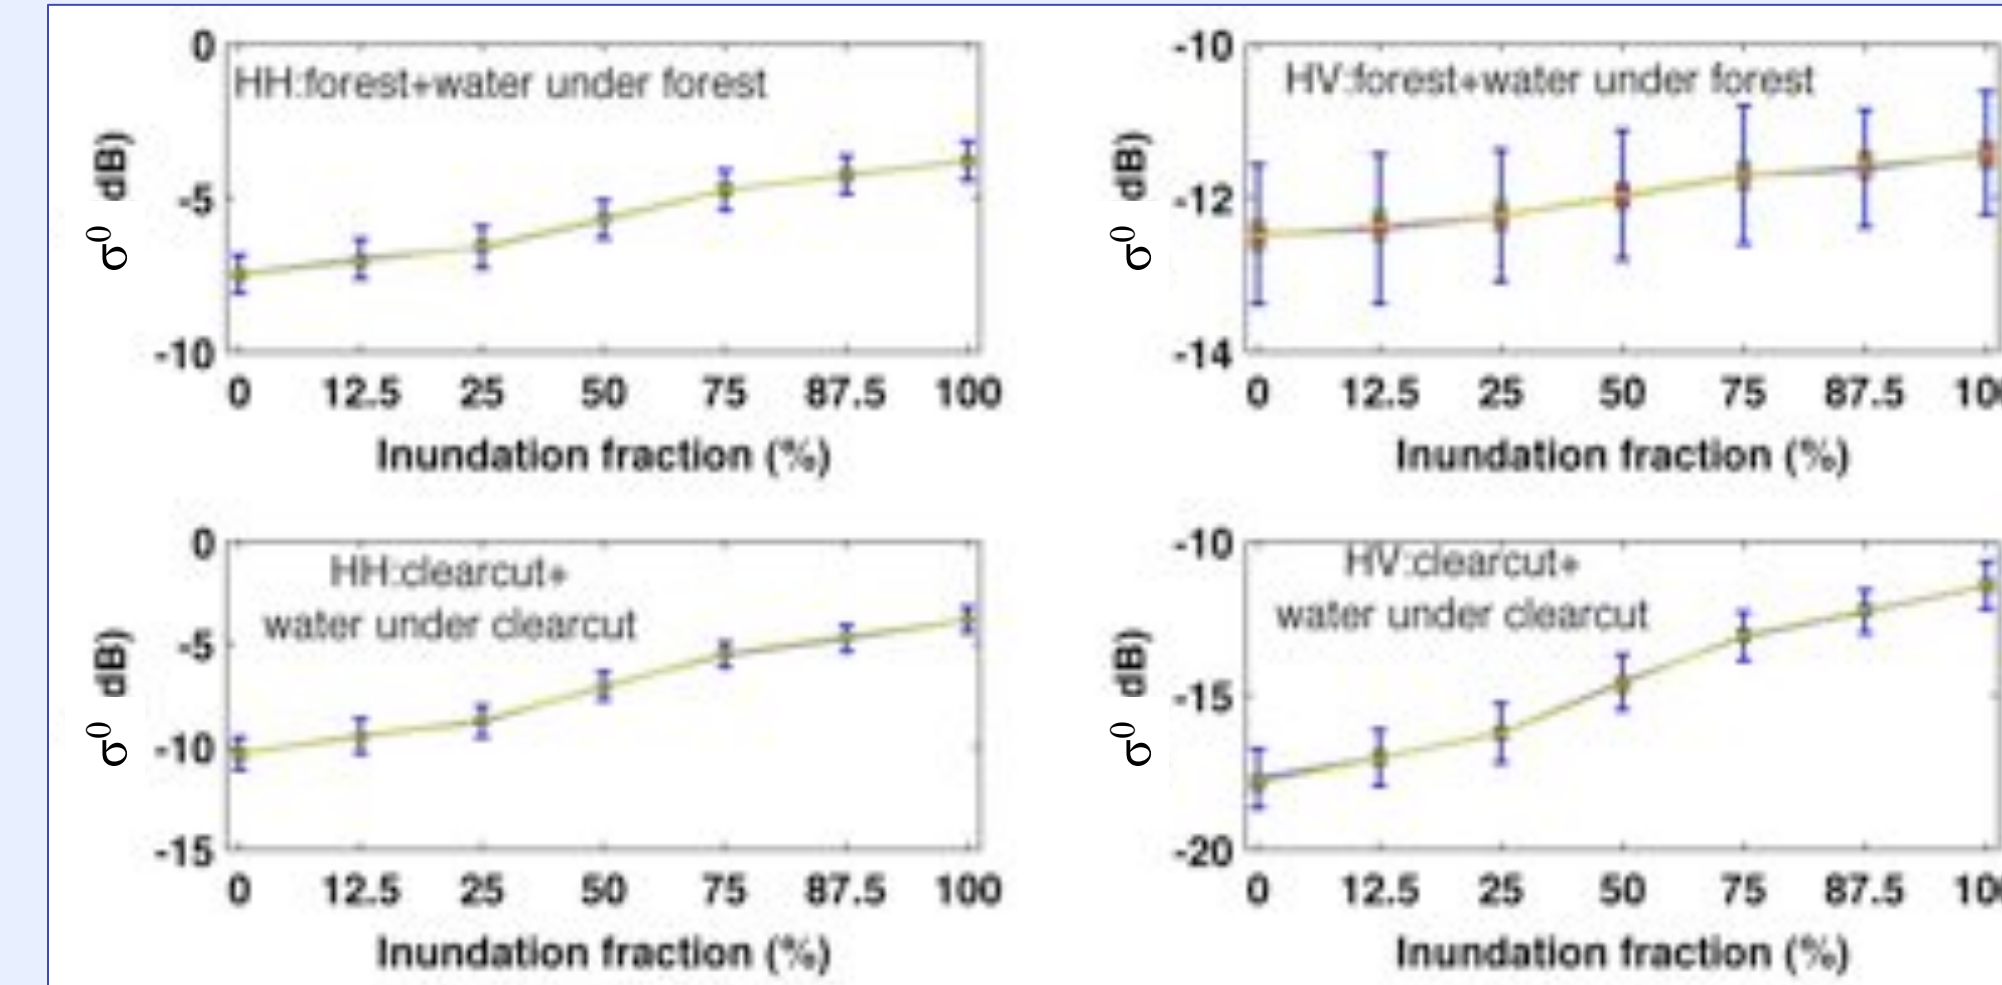 0
HH:forest+water under forest
-5
-10
σ⁰ dB)
0 12.5 25 50 75 87.5 100
Inundation fraction (%)
-10
HV:forest+water under forest
-12
-14
σ⁰ dB)
0 12.5 25 50 75 87.5 10
Inundation fraction (%)
0
HH:clearcut+
water under clearcut
-5
-10
-15
σ⁰ dB)
0 12.5 25 50 75 87.5 100
Inundation fraction (%)
-10
HV:clearcut+
water under clearcut
-15
-20
σ⁰ dB)
0 12.5 25 50 75 87.5 10
Inundation fraction (%)